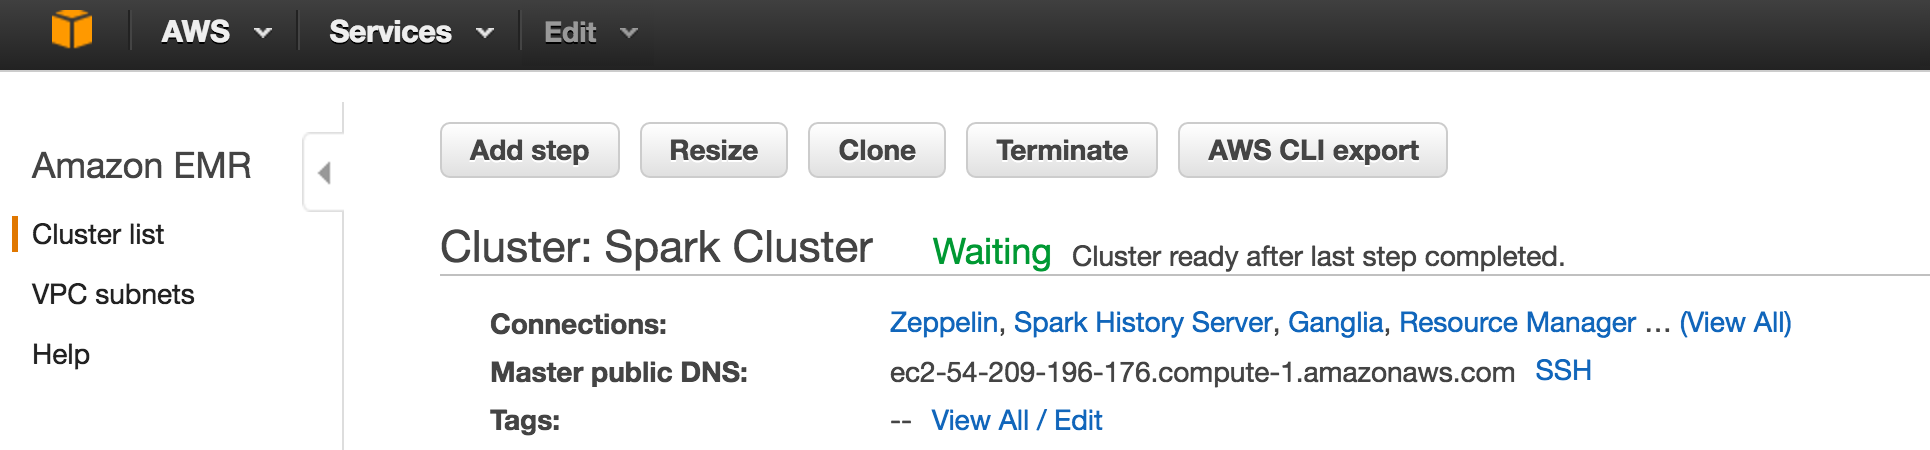 AWS Services Edit
Amazon EMR
Cluster list
VPC subnets
Help
Add step Resize Clone Terminate AWS CLI export
Cluster: Spark Cluster Waiting Cluster ready after last step completed.
Connections: Zeppelin, Spark History Server, Ganglia, Resource Manager ... (View All)
Master public DNS: ec2-54-209-196-176.compute-1.amazonaws.com SSH
Tags: -- View All / Edit